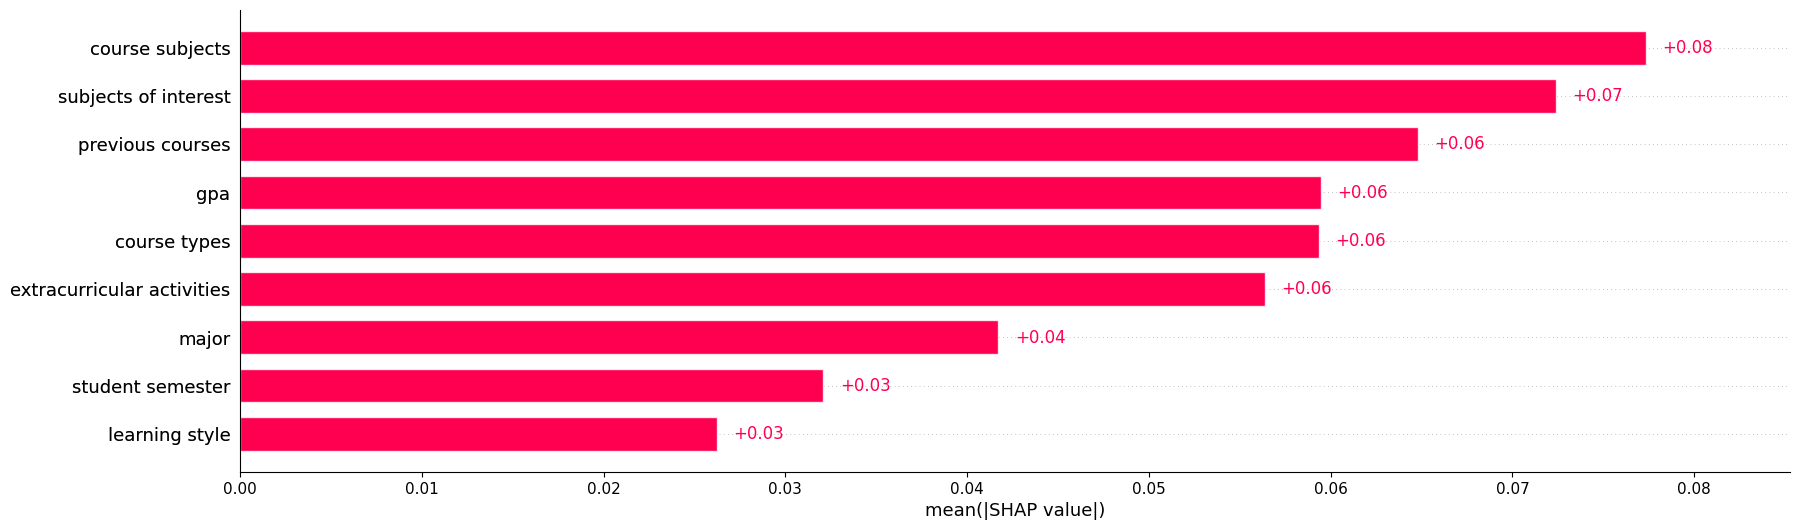 course subjects +0.08
subjects of interest +0.07
previous courses +0.06
gpa +0.06
course types +0.06
extracurricular activities +0.06
major +0.04
student semester +0.03
learning style +0.03
0.00 0.01 0.02 0.03 0.04 0.05 0.06 0.07 0.08
mean(|SHAP value|)